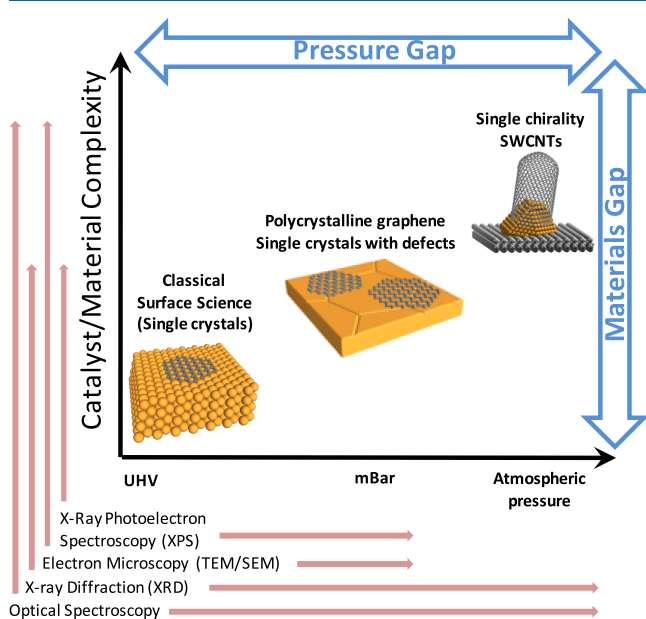 Pressure Gap
Catalyst/Material Complexity
Materials Gap
Single chirality
SWCNTs
Polycrystalline graphene
Single crystals with defects
Classical
Surface Science
(Single crystals)
UHV
mBar
Atmospheric
pressure
X-Ray Photoelectron
Spectroscopy (XPS)
Electron Microscopy (TEM/SEM)
X-ray Diffraction (XRD)
Optical Spectroscopy